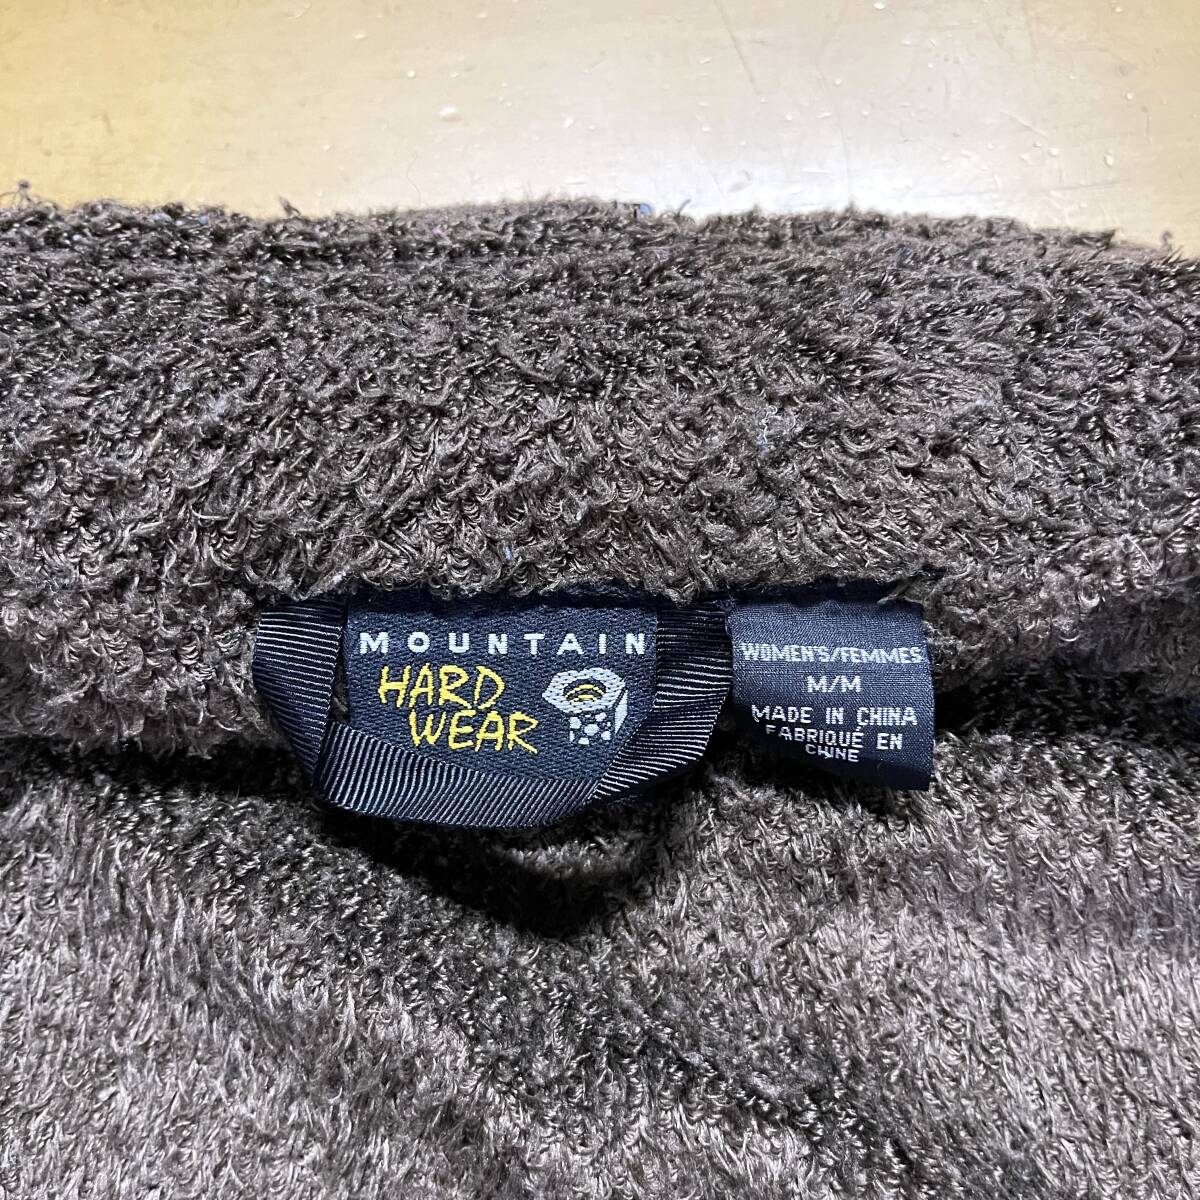 MOUNTAIN
HARD
WEAR
WOMEN'S/FEMMES
M/M
MADE IN CHINA
FABRIQUÉ EN
CHINE